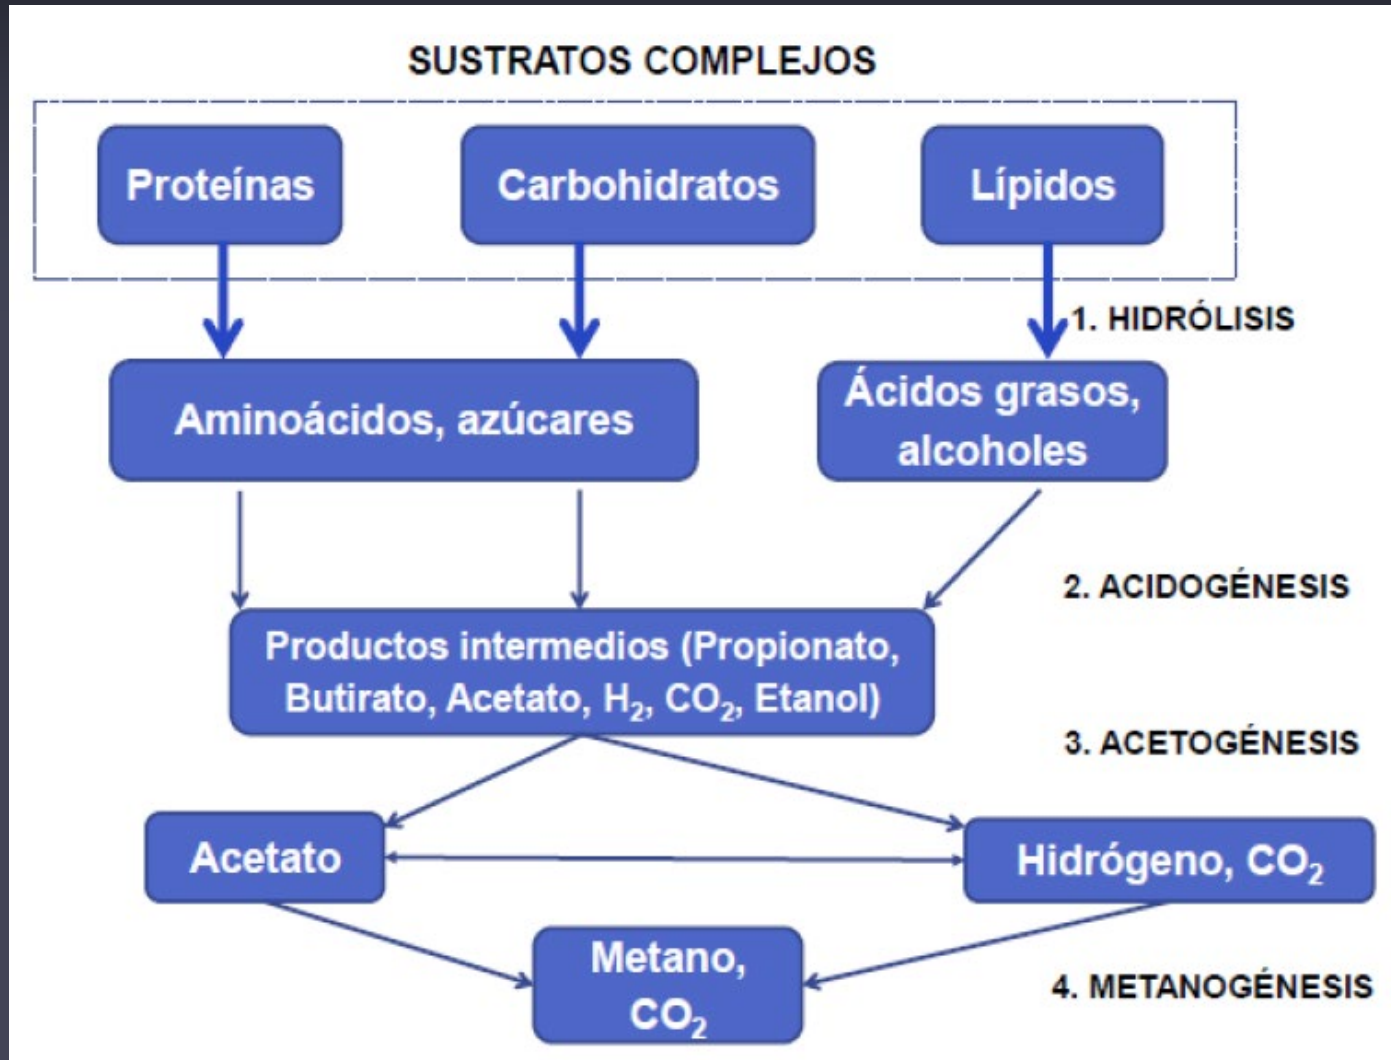 SUSTRATOS COMPLEJOS
Proteínas
Carbohidratos
Lípidos
1. HIDRÓLISIS
Aminoácidos, azúcares
Ácidos grasos,
alcoholes
2. ACIDOGÉNESIS
Productos intermedios (Propionato,
Butirato, Acetato, H₂, CO₂, Etanol)
3. ACETOGÉNESIS
Acetato
Hidrógeno, CO₂
Metano,
CO₂
4. METANOGÉNESIS